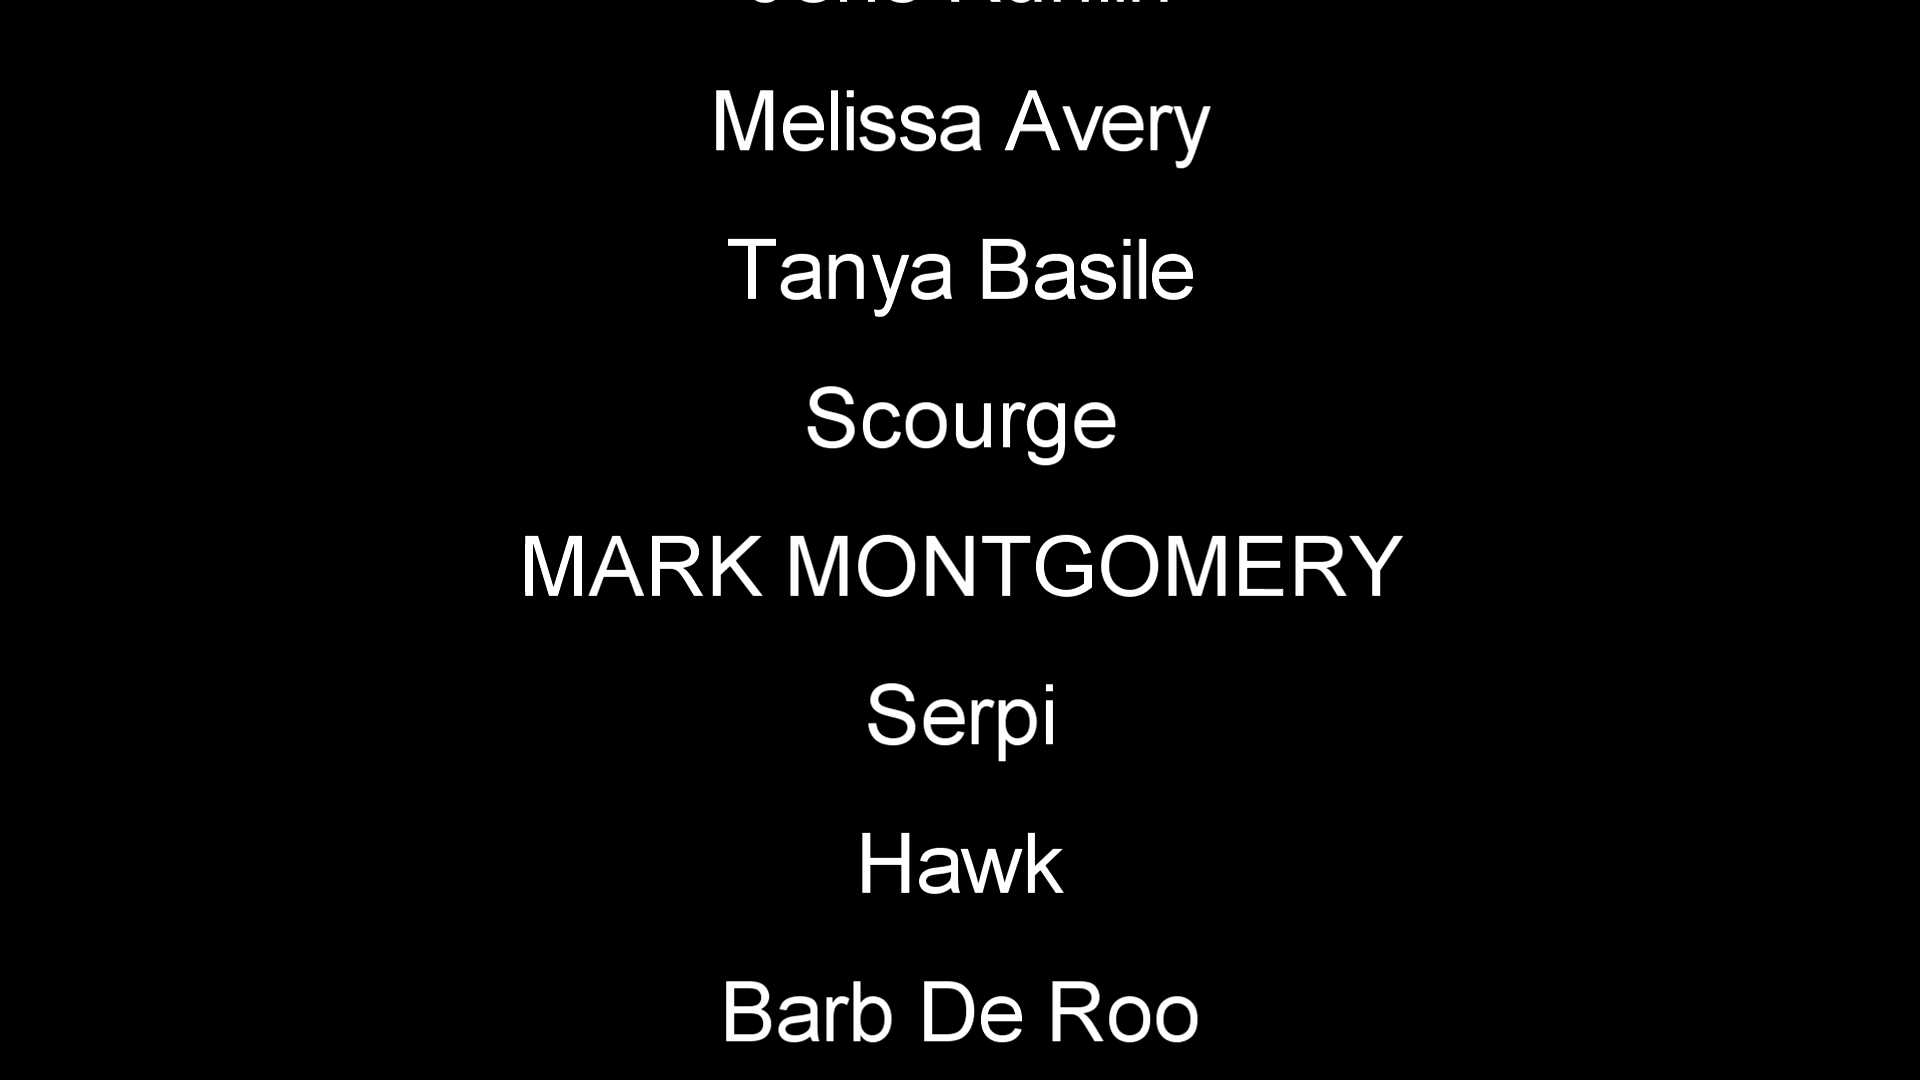 Melissa Avery
Tanya Basile
Scourge
MARK MONTGOMERY
Serpi
Hawk
Barb De Roo